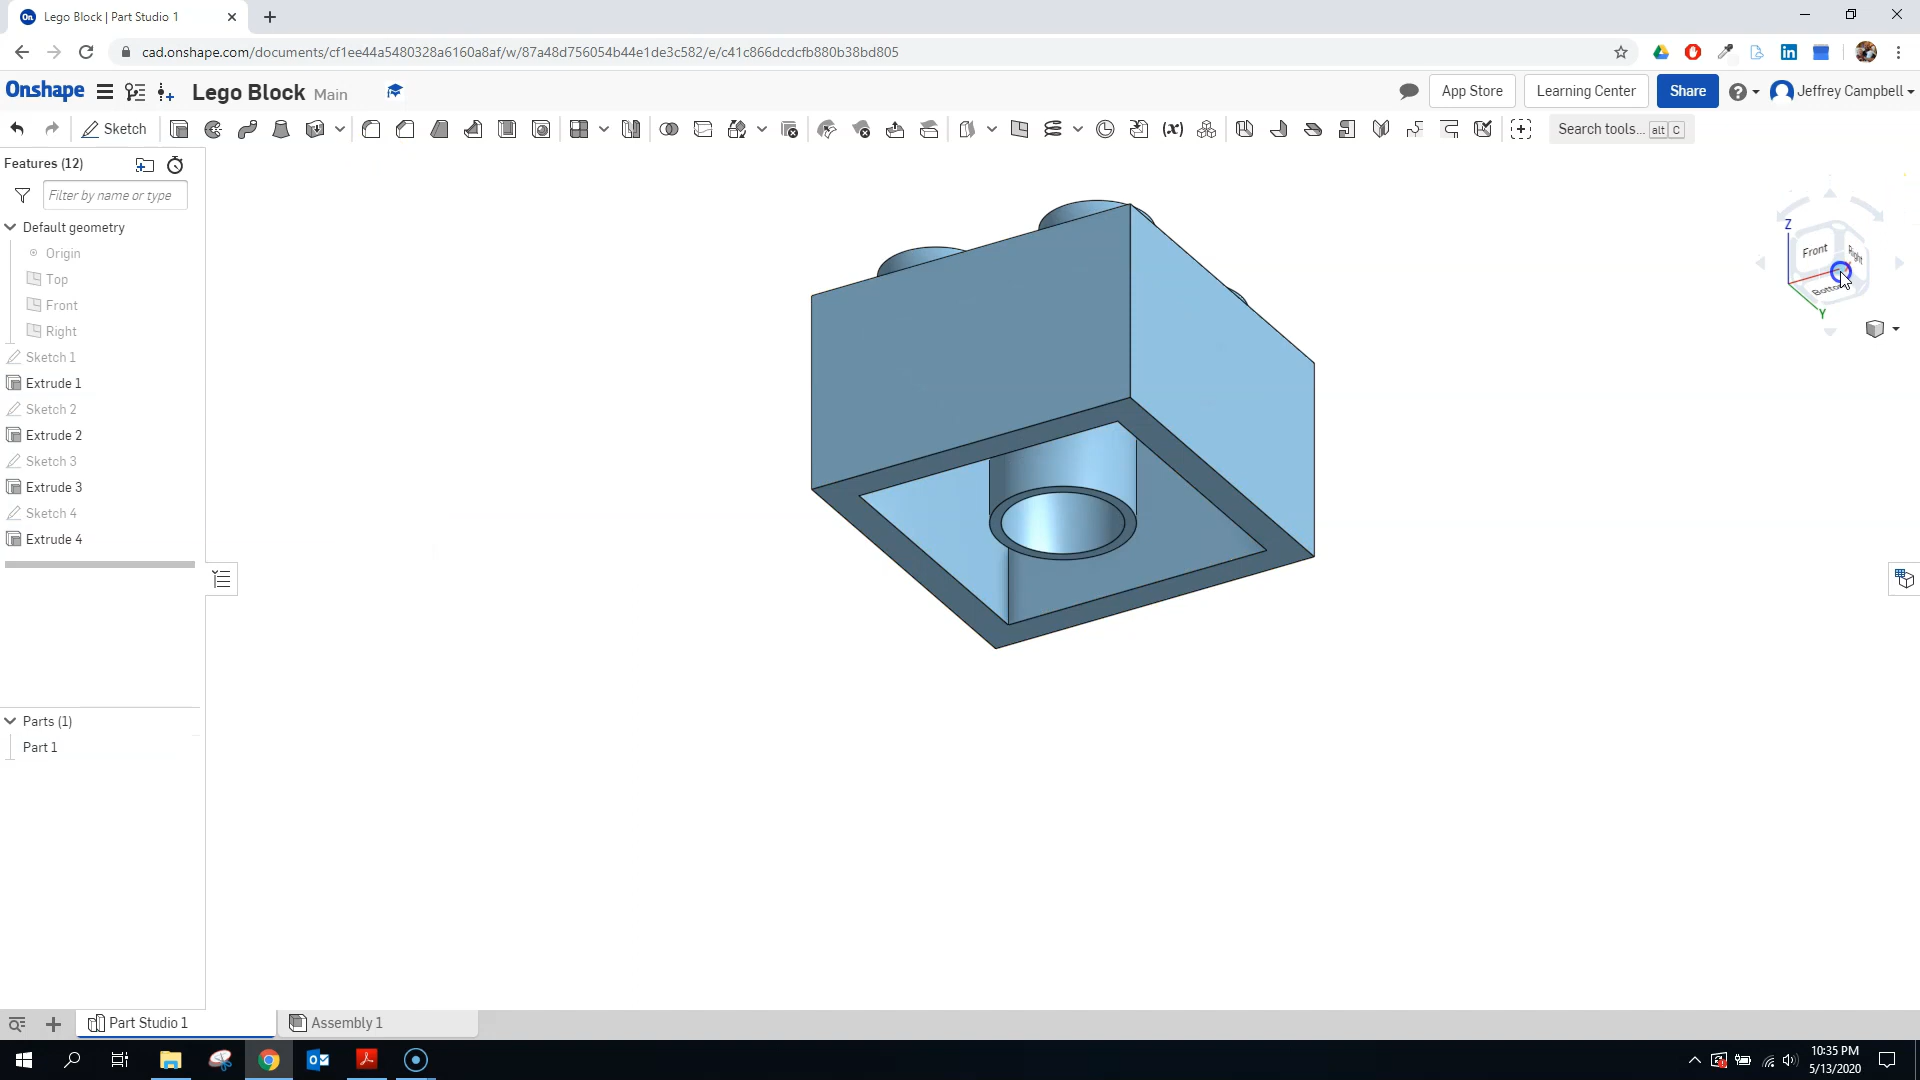 Lego Block | Part Studio 1
cad.onshape.com/documents/cf1ee44a5480328a6160a8af/w/87a48d756054b44e1de3c582/e/c41c866dcdcfb880b38bd805
Onshape Lego Block Main App Store Learning Center Share Jeffrey Campbell
Sketch (x) Search tools... alt C
Features (12)
Filter by name or type
Default geometry
Origin
Top
Front
Right
Sketch 1
Extrude 1
Sketch 2
Extrude 2
Sketch 3
Extrude 3
Sketch 4
Extrude 4
Z
Front
Right
Bottom
Y
Parts (1)
Part 1
Part Studio 1 Assembly 1
10:35 PM
5/13/2020